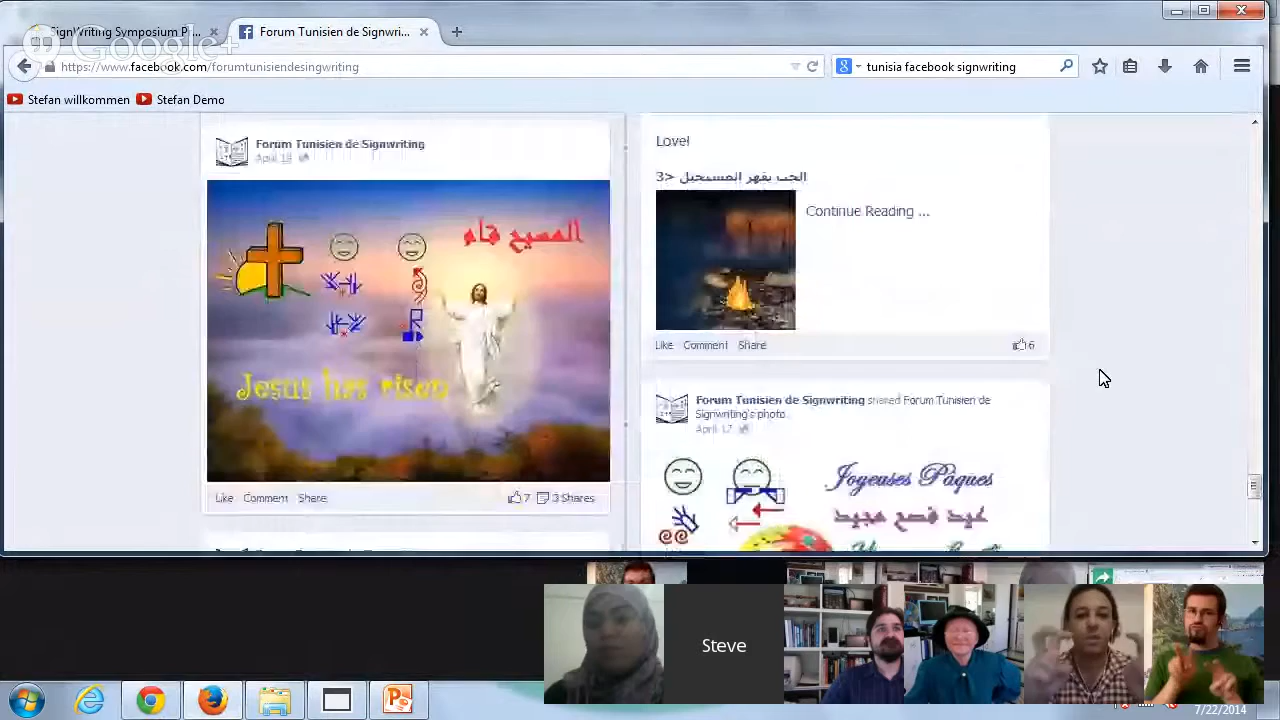 SignWriting Symposium P...
Forum Tunisien de Signwri...
Google+
https://www.facebook.com/forumtunisiendesingwriting
tunisia facebook signwriting
Stefan willkommen
Stefan Demo
Forum Tunisien de Signwriting
المسيح قام
Jesus has risen
Like Comment Share
7
3 Shares
Love!
الحب يقهر المستحيل <3
Continue Reading ...
Like Comment Share
6
Forum Tunisien de Signwriting shared Forum Tunisien de
Signwriting's photo.
April 17
Joyeuses Pâques
عيد فصح مجيد
Steve
7/22/2014